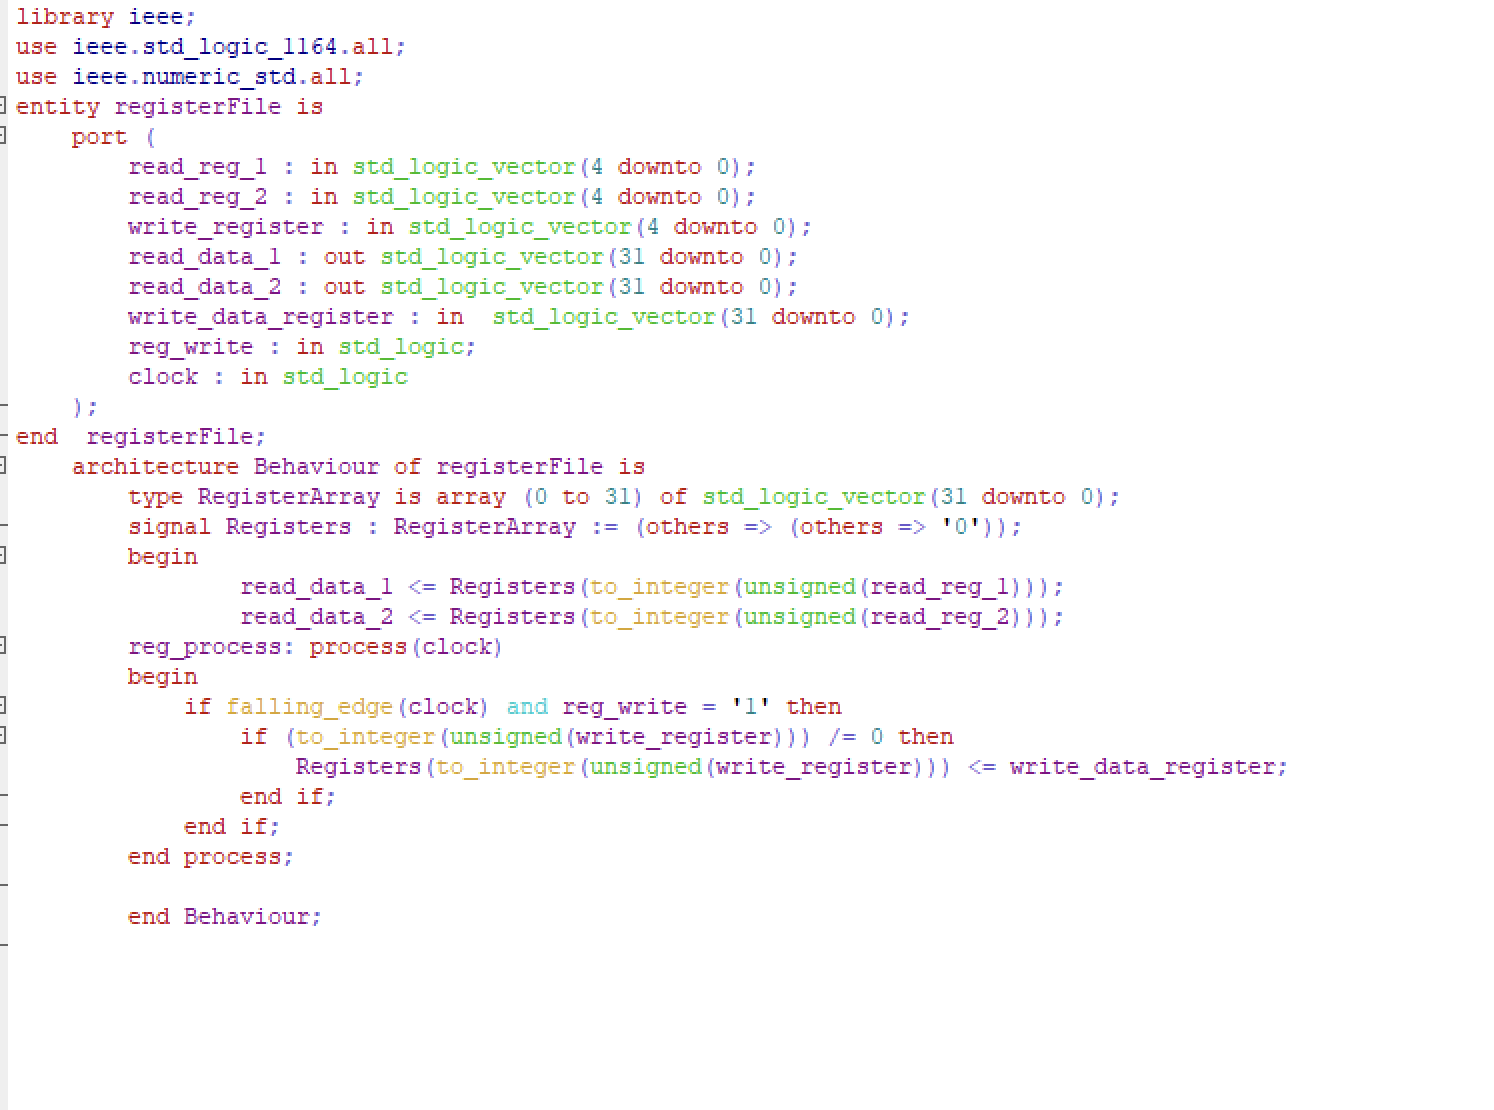 library ieee;
use ieee.std_logic_1164.all;
use ieee.numeric_std.all;
entity registerFile is
    port (
        read_reg_1 : in std_logic_vector(4 downto 0);
        read_reg_2 : in std_logic_vector(4 downto 0);
        write_register : in std_logic_vector(4 downto 0);
        read_data_1 : out std_logic_vector(31 downto 0);
        read_data_2 : out std_logic_vector(31 downto 0);
        write_data_register : in  std_logic_vector(31 downto 0);
        reg_write : in std_logic;
        clock : in std_logic
    );
end  registerFile;
    architecture Behaviour of registerFile is
        type RegisterArray is array (0 to 31) of std_logic_vector(31 downto 0);
        signal Registers : RegisterArray := (others => (others => '0'));
        begin
                read_data_1 <= Registers(to_integer(unsigned(read_reg_1)));
                read_data_2 <= Registers(to_integer(unsigned(read_reg_2)));
        reg_process: process(clock)
        begin
            if falling_edge(clock) and reg_write = '1' then
                if (to_integer(unsigned(write_register))) /= 0 then
                    Registers(to_integer(unsigned(write_register))) <= write_data_register;
                end if;
            end if;
        end process;

        end Behaviour;